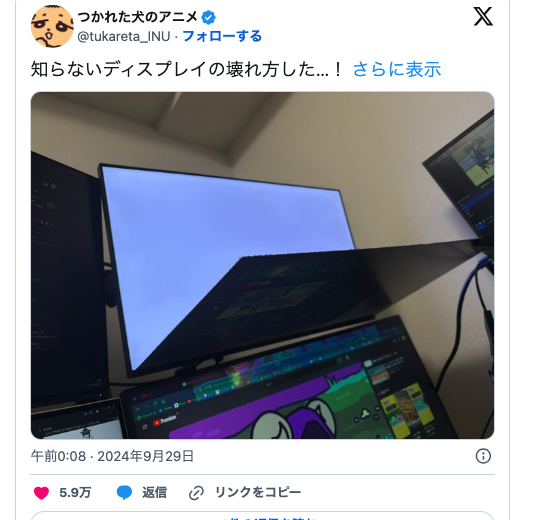 つかれた犬のアニメ
@tukareta_INU · フォローする
知らないディスプレイの壊れ方した...！ さらに表示
Premium
午前0:08 · 2024年9月29日
5.9万 返信 リンクをコピー